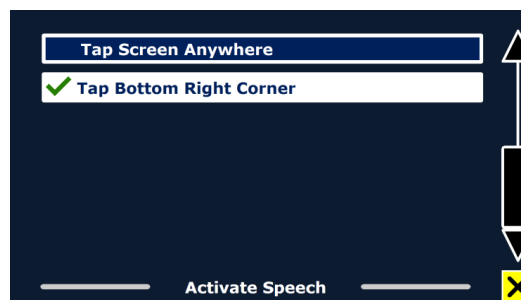 Tap Screen Anywhere
Tap Bottom Right Corner
Activate Speech